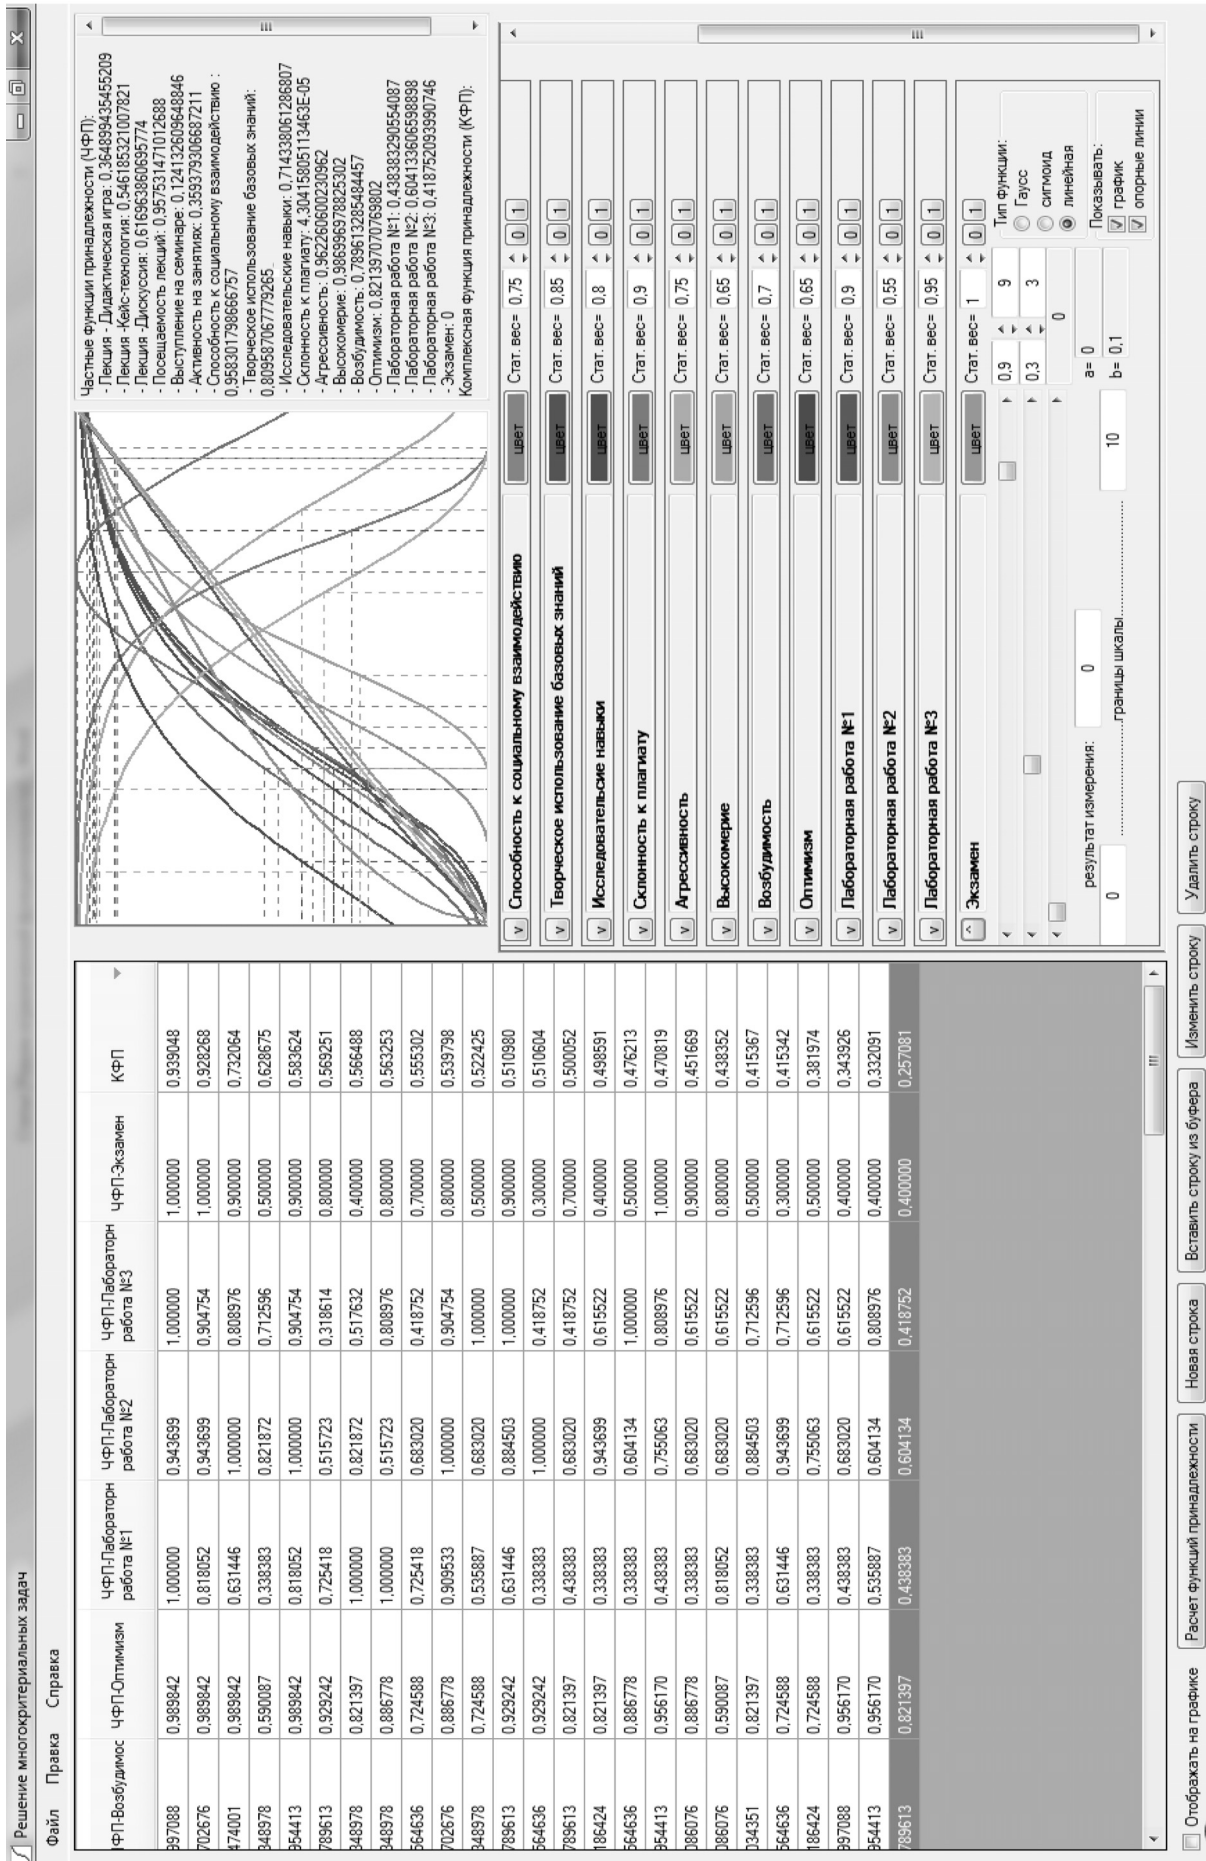 Решение многокритериальных задач
Файл Правка Справка
ЧФП-Оптимизм ЧФП-Лабораторн работа №1 ЧФП-Лабораторн работа №2 ЧФП-Лабораторн работа №3 ЧФП-Экзамен КФП
997088 0,989842 1,000000 0,943699 1,000000 1,000000 0,939048
702676 0,989842 0,818052 0,943699 0,904754 1,000000 0,928268
474001 0,989842 0,631446 1,000000 0,808976 0,900000 0,732064
348978 0,590087 0,338383 0,821872 0,712596 0,500000 0,628675
954413 0,989842 0,818052 1,000000 0,904754 0,900000 0,583624
789613 0,929242 0,725418 0,515723 0,318614 0,800000 0,569251
348978 0,821397 1,000000 0,821872 0,517632 0,400000 0,566488
348978 0,886778 1,000000 0,515723 0,808976 0,800000 0,563253
564636 0,724588 0,725418 0,683020 0,418752 0,700000 0,555302
702676 0,886778 0,909533 1,000000 0,904754 0,800000 0,539798
348978 0,724588 0,535887 0,683020 1,000000 0,500000 0,522425
789613 0,929242 0,631446 0,884503 1,000000 0,900000 0,510980
564636 0,929242 0,338383 1,000000 0,418752 0,300000 0,510604
789613 0,821397 0,438383 0,683020 0,418752 0,700000 0,500052
186424 0,821397 0,338383 0,943699 0,615522 0,400000 0,498591
564636 0,886778 0,338383 0,604134 1,000000 0,500000 0,476213
954413 0,956170 0,438383 0,755063 0,808976 1,000000 0,470819
086076 0,886778 0,338383 0,683020 0,615522 0,900000 0,451669
086076 0,590087 0,818052 0,683020 0,615522 0,800000 0,438352
034351 0,821397 0,338383 0,884503 0,712596 0,500000 0,415367
564636 0,724588 0,631446 0,943699 0,712596 0,300000 0,415342
186424 0,724588 0,338383 0,755063 0,615522 0,500000 0,381974
997088 0,956170 0,438383 0,683020 0,615522 0,400000 0,343926
954413 0,956170 0,535887 0,604134 0,808976 0,400000 0,332091
789613 0,821397 0,438383 0,604134 0,418752 0,400000 0,257081
Частные функции принадлежности (ЧФП):
- Лекция - Дидактическая игра: 0,364899435455209
- Лекция -Кейс-технология: 0,546185321007821
- Лекция -Дискуссия: 0,616963860695774
- Посещаемость лекций: 0,957531471012688
- Выступление на семинаре: 0,124132609648846
- Активность на занятиях: 0,359379306687211
- Способность к социальному взаимодействию :
0,958301798666757
- Творческое использование базовых знаний:
0,809587067779265
- Исследовательские навыки: 0,714338061286807
- Склонность к плагиату: 4,30415805113463E-05
- Агрессивность: 0,962260600230962
- Высокомерие: 0,986996978825302
- Возбудимость: 0,789613285484457
- Оптимизм: 0,821397070769802
- Лабораторная работа №1: 0,438383290554087
- Лабораторная работа №2: 0,604133606598898
- Лабораторная работа №3: 0,418752093990746
- Экзамен: 0
Комплексная функция принадлежности (КФП):
v Способность к социальному взаимодействию цвет Стат. вес= 0,75 0 1
v Творческое использование базовых знаний цвет Стат. вес= 0,85 0 1
v Исследовательсие навыки цвет Стат. вес= 0,8 0 1
v Склонность к плагиату цвет Стат. вес= 0,9 0 1
v Агрессивность цвет Стат. вес= 0,75 0 1
v Высокомерие цвет Стат. вес= 0,65 0 1
v Возбудимость цвет Стат. вес= 0,7 0 1
v Оптимизм цвет Стат. вес= 0,65 0 1
v Лабораторная работа №1 цвет Стат. вес= 0,9 0 1
v Лабораторная работа №2 цвет Стат. вес= 0,55 0 1
v Лабораторная работа №3 цвет Стат. вес= 0,95 0 1
^ Экзамен цвет Стат. вес= 1 0 1
0,9 9
0,3 3
0
Тип функции:
Гаусс
сигмоид
линейная
Показывать:
график
опорные линии
результат измерения: 0
a= 0
b= 0,1
0 границы шкалы 10
Отображать на графике Расчет функций принадлежности Новая строка Вставить строку из буфера Изменить строку Удалить строку